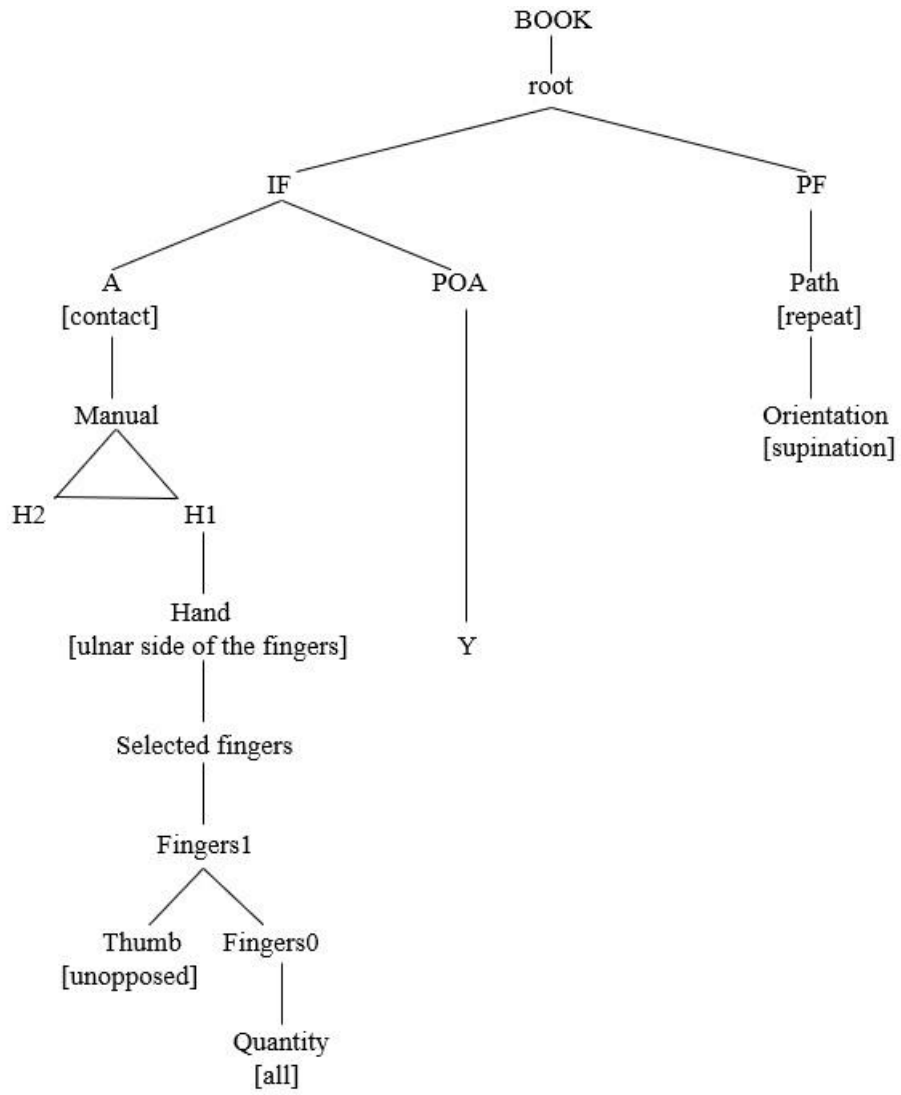 BOOK
root
IF PF
A POA Path
[contact] [repeat]
Manual Orientation
[supination]
H2 H1
Hand
[ulnar side of the fingers] Y
Selected fingers
Fingers1
Thumb Fingers0
[unopposed]
Quantity
[all]